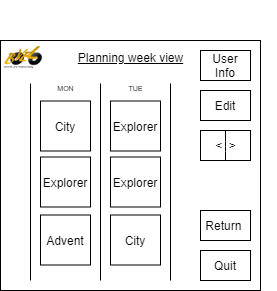 Planning week view
User
Info
MON
TUE
City
Explorer
Edit
< >
Explorer
Explorer
Advent
City
Return
Quit